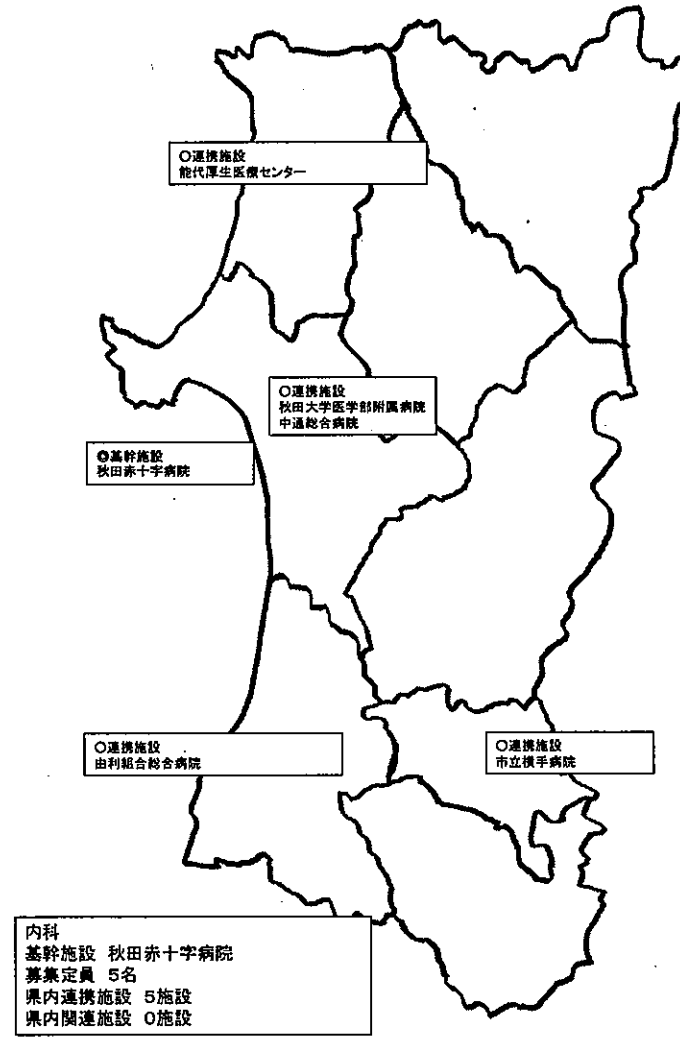 ○連携施設
能代厚生医療センター
○連携施設
秋田大学医学部附属病院
中通総合病院
◎基幹施設
秋田赤十字病院
○連携施設
由利組合総合病院
○連携施設
市立横手病院
内科
基幹施設 秋田赤十字病院
募集定員 5名
県内連携施設 5施設
県内関連施設 0施設